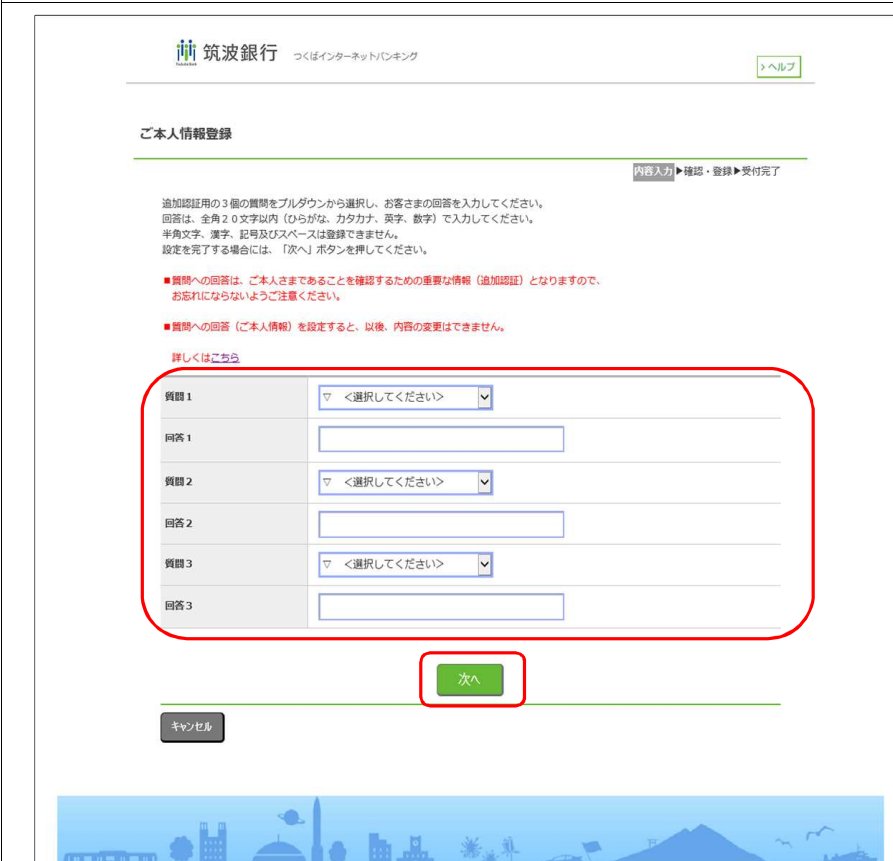 筑波銀行 つくばインターネットバンキング
Tsukuba Bank
>ヘルプ
ご本人情報登録
内容入力▶確認・登録▶受付完了
追加認証用の3個の質問をプルダウンから選択し、お客さまの回答を入力してください。
回答は、全角20文字以内（ひらがな、カタカナ、英字、数字）で入力してください。
半角文字、漢字、記号及びスペースは登録できません。
設定を完了する場合には、「次へ」ボタンを押してください。
■質問への回答は、ご本人さまであることを確認するための重要な情報（追加認証）となりますので、
お忘れにならないようご注意ください。
■質問への回答（ご本人情報）を設定すると、以後、内容の変更はできません。
詳しくはこちら
質問1 ▽ <選択してください>
回答1
質問2 ▽ <選択してください>
回答2
質問3 ▽ <選択してください>
回答3
次へ
キャンセル